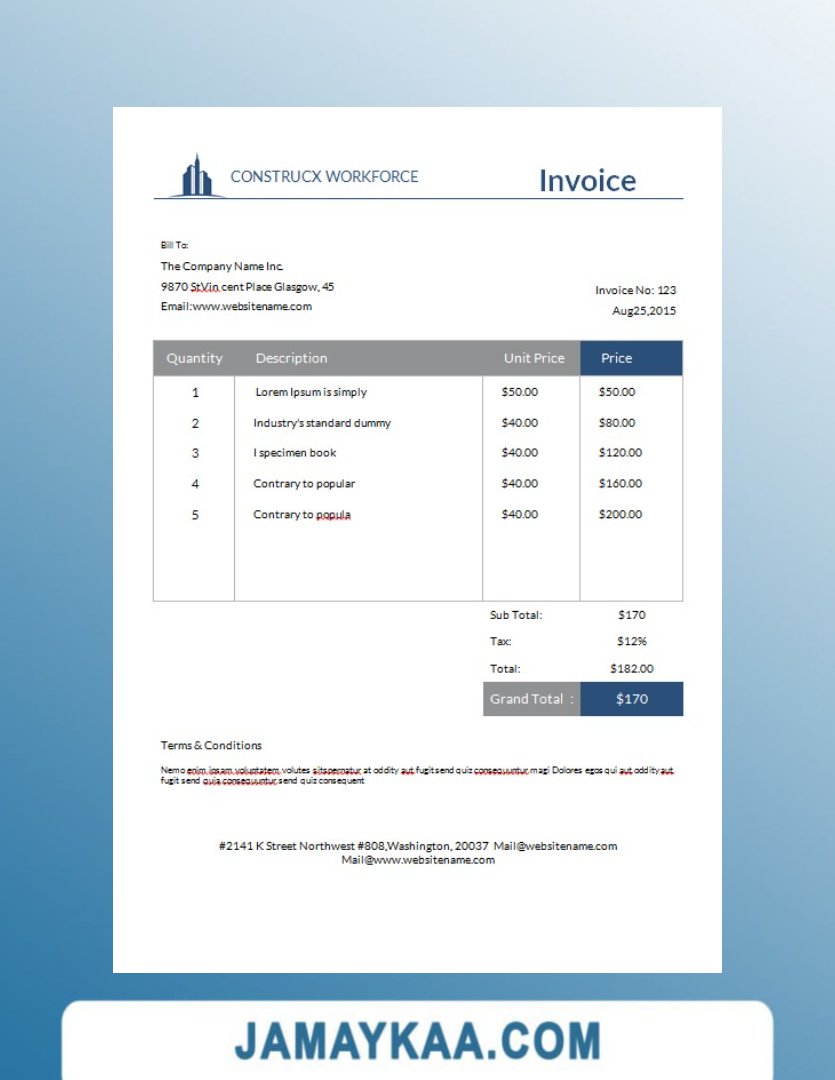 CONSTRUCX WORKFORCE
Invoice
Bill To:
The Company Name Inc.
9870 St.Vin cent Place Glasgow, 45
Email:www.websitename.com
Invoice No: 123
Aug25,2015
Quantity Description Unit Price Price
1 Lorem Ipsum is simply $50.00 $50.00
2 Industry's standard dummy $40.00 $80.00
3 I specimen book $40.00 $120.00
4 Contrary to popular $40.00 $160.00
5 Contrary to popula $40.00 $200.00
Sub Total: $170
Tax: $12%
Total: $182.00
Grand Total : $170
Terms & Conditions
Nemo enim ipsam voluptatem volutes sitspernatur at oddity aut fugit send quiz consequuntur magi Dolores egos qui aut oddity aut
fugit send quia consequuntur send quiz consequent
#2141 K Street Northwest #808,Washington, 20037 Mail@websitename.com
Mail@www.websitename.com
JAMAYKAA.COM